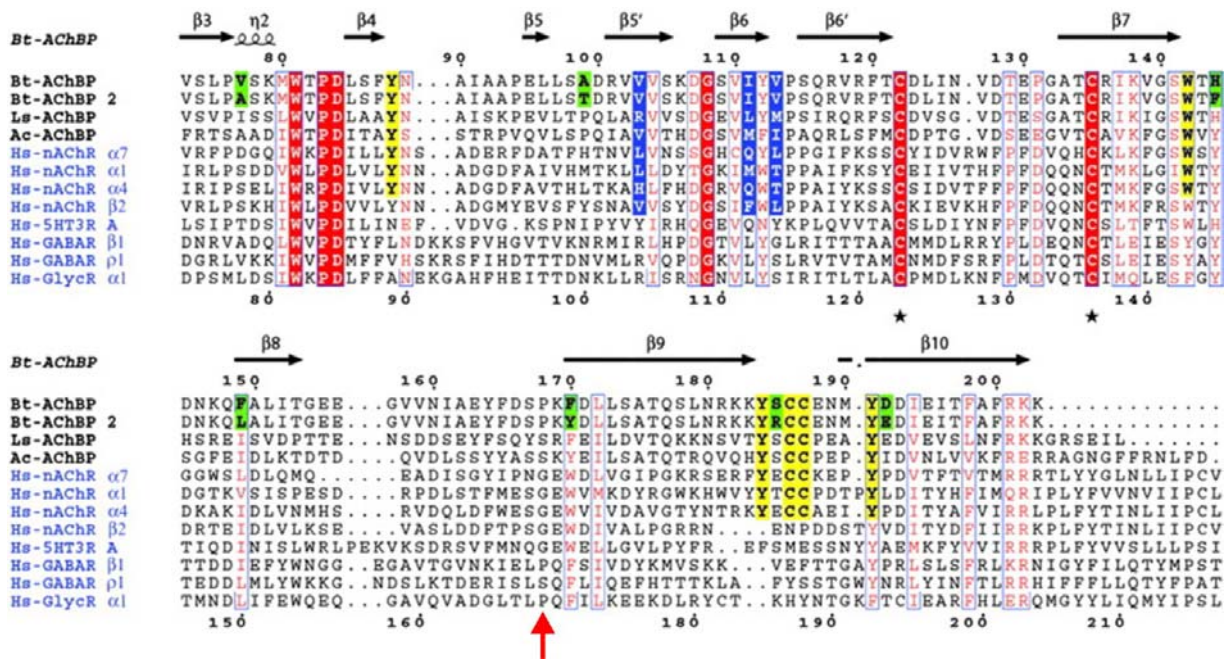 β3 η2 β4 β5 β5' β6 β6' β7
Bt-AChBP
80 90 100 110 120 130 140
Bt-AChBP VSLPVSKMWTPDLSFYN...AIAAPELLSADRVVVSKDGSVIYVPSQRVRFTCDLIN.VDTEPGATCRIKVGSWTH
Bt-AChBP 2 VSLPASKMWTPDLSFYN...AIAAPELLSTDRVVVSKDGSVIYVPSQRVRFTCDLIN.VDTEPGATCRIKVGSWTF
Ls-AChBP VSVPISSLWVPDLAAYN...AISKPEVLTPQLARVVSDGEVLYMPSIRQRFSCDVSG.VDTESGATCRIKIGSWTH
Ac-AChBP FRTSAADIWTPDITAYS...STRPVQVLSPQIAVVTHDGSVMFIPAQRLSFMCDPTG.VDSEEGVTCAVKFGSWVY
Hs-nAChR α7 VRFPDGQIWKPDILLYNS..ADERFDATFHTNVLVNSSGHCQYLPPGIFKSSCYIDVRWFPFDVQHCKLKFGSWSY
Hs-nAChR α1 IRLPSDDIWLPDLVLYNN..ADGDFAIVHMTKLLLDYTGKIMWTPPAIFKSYCEIIVTHFPFDQQNCTMKLGIWTY
Hs-nAChR α4 IRIPSELIWRPDIVLYNN..ADGDFAVTHLTKAHLFHDGRVQWTPPAIYKSSCSIDVTFFPFDQQNCTMKFGSWTY
Hs-nAChR β2 VRLPSKHIWLPDVVLYNN..ADGMYEVSFYSNAVVSYDGSIFWLPPAIYKSACKIEVKHFPFDQQNCTMKFRSWTY
Hs-5HT3R A LSIPTDSIWVPDILINEF..VDVG.KSPNIPYVYIRHQGEVQNYKPLQVVTACSLDIYNFPFDVQNCSLTFTSWLH
Hs-GABAR β1 DNRVADQLWVPDTYFLNDKKSFVHGVTVKNRMIRLHPDGTVLYGLRITTTAACMMDLRRYPLDEQNCTLEIESYGY
Hs-GABAR ρ1 DGRLVKKIWVPDMFFVHSKRSFIHDTTTDNVMLRVQPDGKVLYSLRVTVTAMCNMDFSRFPLDTQTCSLEIESYAY
Hs-GlycR α1 DPSMLDSIWKPDLFFANEKGAHFHEITTDNKLLRISRNGNVLYSIRITLTLACPMDLKNFPMDVQTCIMQLESFGY
80 90 100 110 120 130 140
★ ★
β8 β9 β10
Bt-AChBP
150 160 170 180 190 200
Bt-AChBP DNKQFALITGEE...GVVNIAEYFDSPKFDLLSATQSLNRKKYSCCENM.YDDIEITFAFRKK...........
Bt-AChBP 2 DNKQLALITGEE...GVVNIAEYFDSPKYDLLSATQSLNRKKYRCCENM.YEDIEITFAFRKK...........
Ls-AChBP HSREISVDPTTE...NSDDSEYFSQYSRFEILDVTQKKNSVTYSCCPEA.YEDVEVSLNFRKKGRSEIL.....
Ac-AChBP SGFEIDLKTDTD...QVDLSSYYASSKYEILSATQTRQVQHYSCCPEP.YIDVNLVVKFRERRAGNGFFRNLFD.
Hs-nAChR α7 GGWSLDLQMQ.....EADISGYIPNGEWDLVGIPGKRSERFYECCKEP.YPDVTFTVTMRRRTLYYGLNLLIPCV
Hs-nAChR α1 DGTKVSISPESD...RPDLSTFMESGEWVMKDYRGWKHWVYYTCCPDTPYLDITYHFIMQRIPLYFVVNVIIPCV
Hs-nAChR α4 DKAKIDLVNMHS...RVDQLDFWESGEWVIVDAVGTYNTRKYECCAEI.YPDITYAFVIRRLPLFYTINLIIPCL
Hs-nAChR β2 DRTEIDLVLKSE...VASLDDFTPSGEWDIVALPGRRN...ENPDDSTYVDITYDFIIRRKPLFYTINLIIPCV
Hs-5HT3R A TIQDINISLWRLPEKVKSDRSVFMNQGEWELLGVLPYFR...EFSMESSNYYAEMKFYVVIRRRPLFYVVSLLLPSI
Hs-GABAR β1 TTDDIEFYWNGG...EGAVTGVNKIELPQFSIVDYKMVSKK...VEFTTGAYPRLSLSFRLKRNIGYFILQTYMPST
Hs-GABAR ρ1 TEDDLMLYWKKG...NDSLKTDERISLSQFLIQEFHTTTKLA..FYSSTGWYNRLYINFTLRRHIFFFLLQTYFPAT
Hs-GlycR α1 TMNDLIFEWQEQ...GAVQVADGLTLPQFILKEEKDLRYCT..KHYNTGKFTCIEARFHLERQMGYYLIQMYIPSL
150 160 170 180 190 200 210